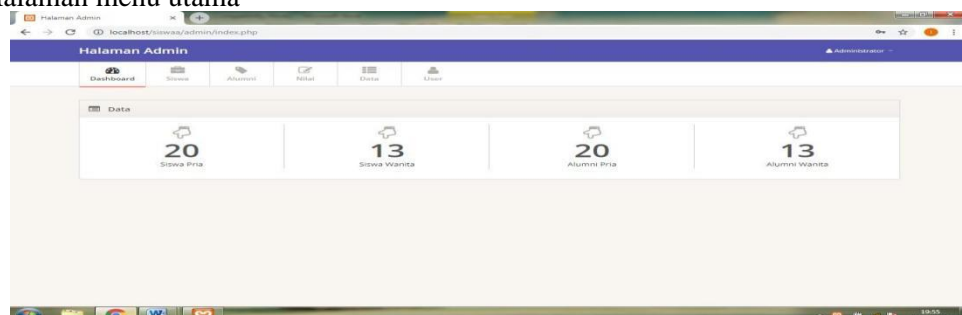 halaman menu utama
Halaman Admin
localhost/siswaa/admin/index.php
Halaman Admin
Administrator
Dashboard Siswa Alumni Nilai Data User
Data
20 13 20 13
Siswa Pria Siswa Wanita Alumni Pria Alumni Wanita
19:55